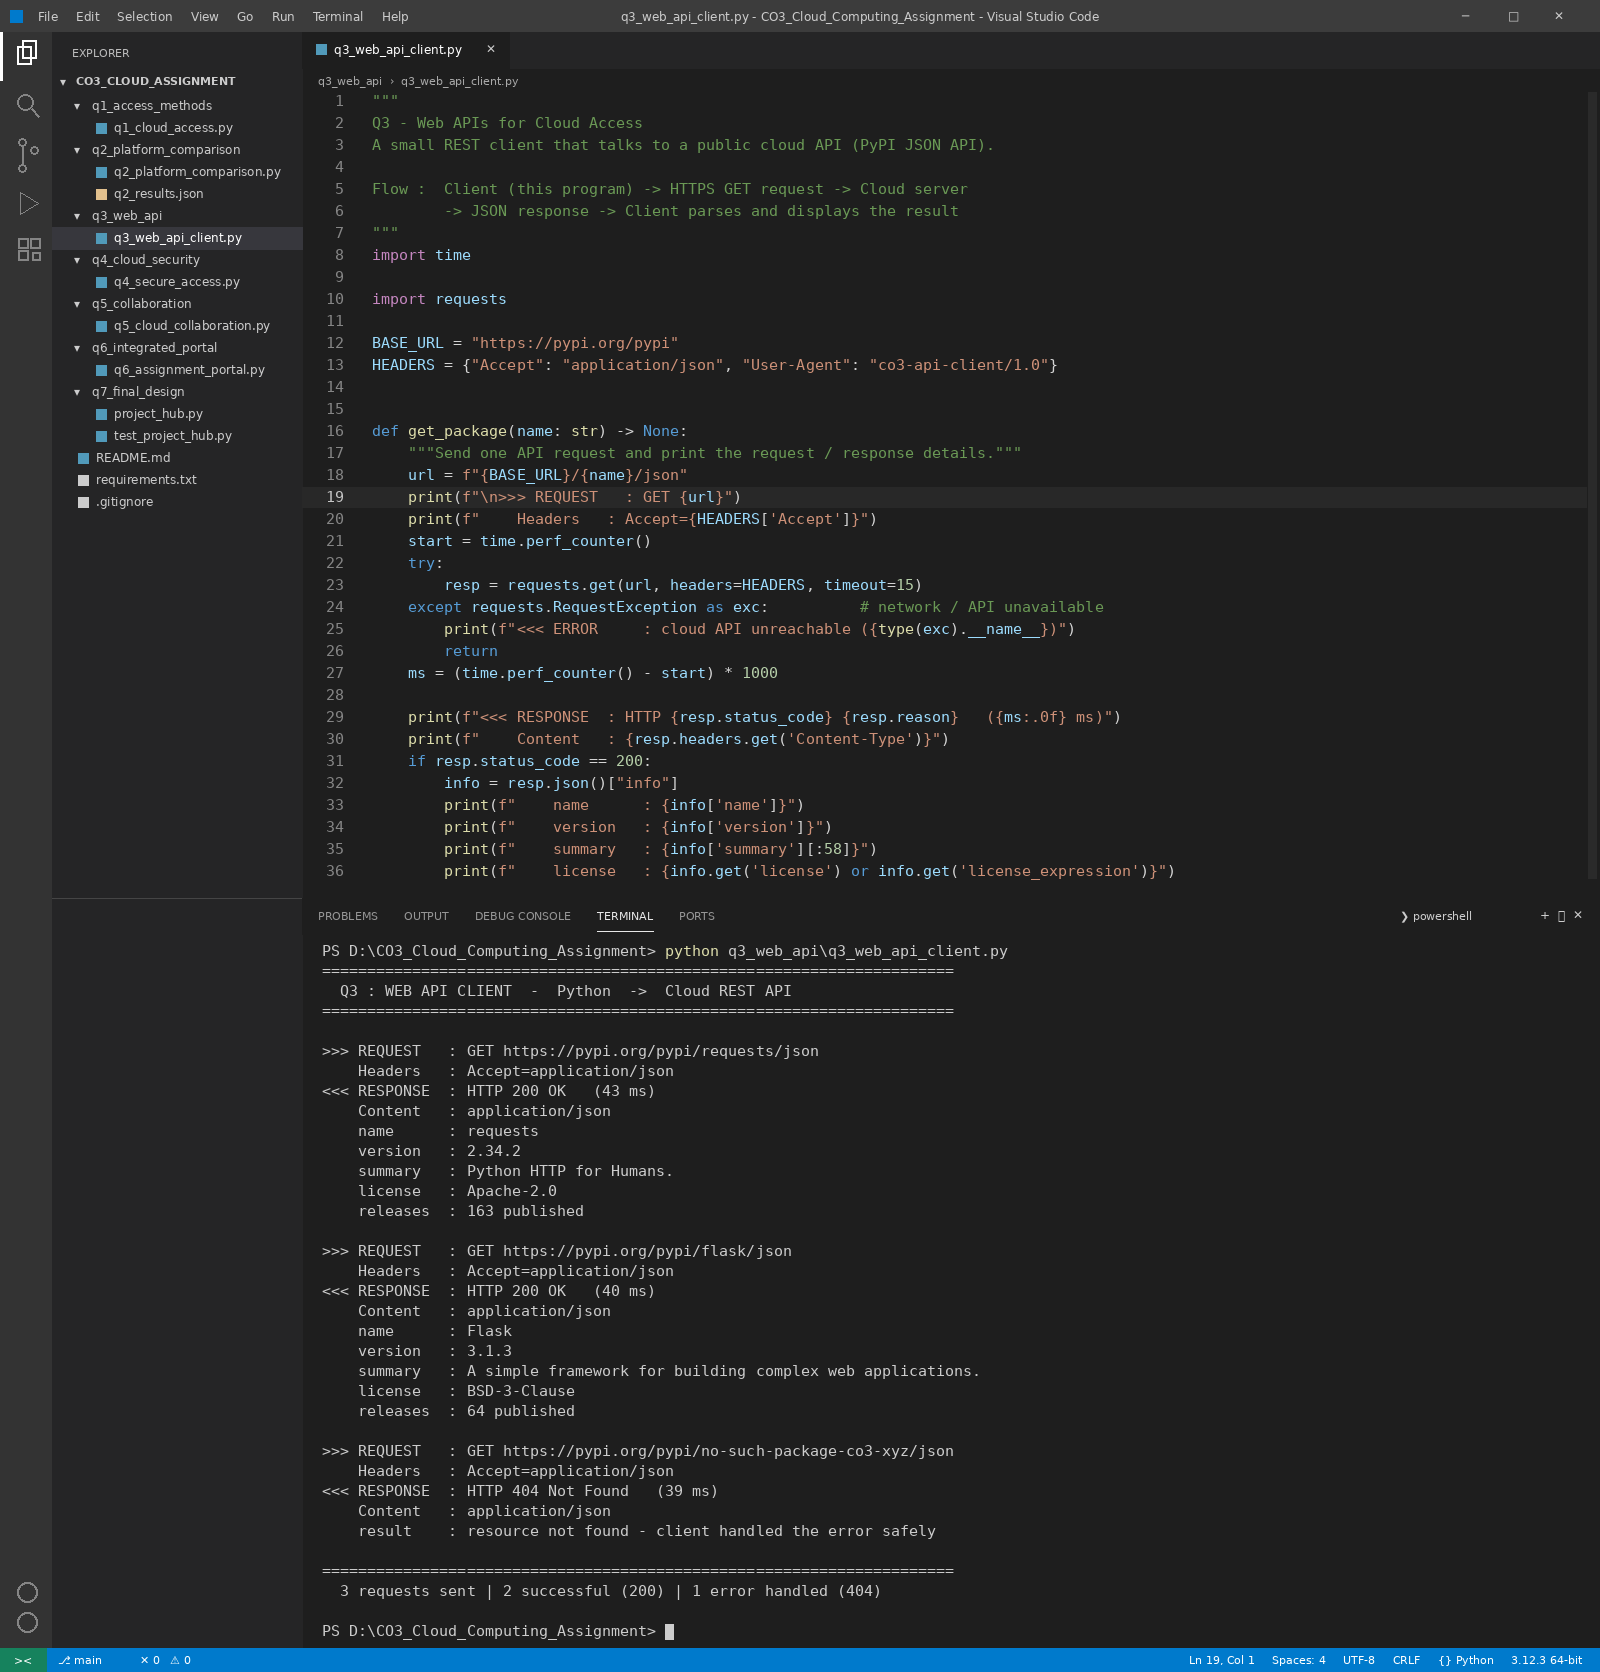 File Edit Selection View Go Run Terminal Help
q3_web_api_client.py - CO3_Cloud_Computing_Assignment - Visual Studio Code
EXPLORER
CO3_CLOUD_ASSIGNMENT
q1_access_methods
q1_cloud_access.py
q2_platform_comparison
q2_platform_comparison.py
q2_results.json
q3_web_api
q3_web_api_client.py
q4_cloud_security
q4_secure_access.py
q5_collaboration
q5_cloud_collaboration.py
q6_integrated_portal
q6_assignment_portal.py
q7_final_design
project_hub.py
test_project_hub.py
README.md
requirements.txt
.gitignore
q3_web_api_client.py ✕
q3_web_api › q3_web_api_client.py
1 """
2 Q3 - Web APIs for Cloud Access
3 A small REST client that talks to a public cloud API (PyPI JSON API).
4
5 Flow :  Client (this program) -> HTTPS GET request -> Cloud server
6         -> JSON response -> Client parses and displays the result
7 """
8 import time
9
10 import requests
11
12 BASE_URL = "https://pypi.org/pypi"
13 HEADERS = {"Accept": "application/json", "User-Agent": "co3-api-client/1.0"}
14
15
16 def get_package(name: str) -> None:
17     """Send one API request and print the request / response details."""
18     url = f"{BASE_URL}/{name}/json"
19     print(f"\n>>> REQUEST   : GET {url}")
20     print(f"    Headers   : Accept={HEADERS['Accept']}")
21     start = time.perf_counter()
22     try:
23         resp = requests.get(url, headers=HEADERS, timeout=15)
24     except requests.RequestException as exc:          # network / API unavailable
25         print(f"<<< ERROR     : cloud API unreachable ({type(exc).__name__})")
26         return
27     ms = (time.perf_counter() - start) * 1000
28
29     print(f"<<< RESPONSE  : HTTP {resp.status_code} {resp.reason}   ({ms:.0f} ms)")
30     print(f"    Content   : {resp.headers.get('Content-Type')}")
31     if resp.status_code == 200:
32         info = resp.json()["info"]
33         print(f"    name      : {info['name']}")
34         print(f"    version   : {info['version']}")
35         print(f"    summary   : {info['summary'][:58]}")
36         print(f"    license   : {info.get('license') or info.get('license_expression')}")
PROBLEMS OUTPUT DEBUG CONSOLE TERMINAL PORTS
❯ powershell + ▯ ✕
PS D:\CO3_Cloud_Computing_Assignment> python q3_web_api\q3_web_api_client.py
======================================================================
  Q3 : WEB API CLIENT  -  Python  ->  Cloud REST API
======================================================================
>>> REQUEST   : GET https://pypi.org/pypi/requests/json
    Headers   : Accept=application/json
<<< RESPONSE  : HTTP 200 OK   (43 ms)
    Content   : application/json
    name      : requests
    version   : 2.34.2
    summary   : Python HTTP for Humans.
    license   : Apache-2.0
    releases  : 163 published
>>> REQUEST   : GET https://pypi.org/pypi/flask/json
    Headers   : Accept=application/json
<<< RESPONSE  : HTTP 200 OK   (40 ms)
    Content   : application/json
    name      : Flask
    version   : 3.1.3
    summary   : A simple framework for building complex web applications.
    license   : BSD-3-Clause
    releases  : 64 published
>>> REQUEST   : GET https://pypi.org/pypi/no-such-package-co3-xyz/json
    Headers   : Accept=application/json
<<< RESPONSE  : HTTP 404 Not Found   (39 ms)
    Content   : application/json
    result    : resource not found - client handled the error safely
======================================================================
  3 requests sent | 2 successful (200) | 1 error handled (404)
PS D:\CO3_Cloud_Computing_Assignment>
>< ⎇ main ✕ 0 ⚠ 0 Ln 19, Col 1 Spaces: 4 UTF-8 CRLF {} Python 3.12.3 64-bit